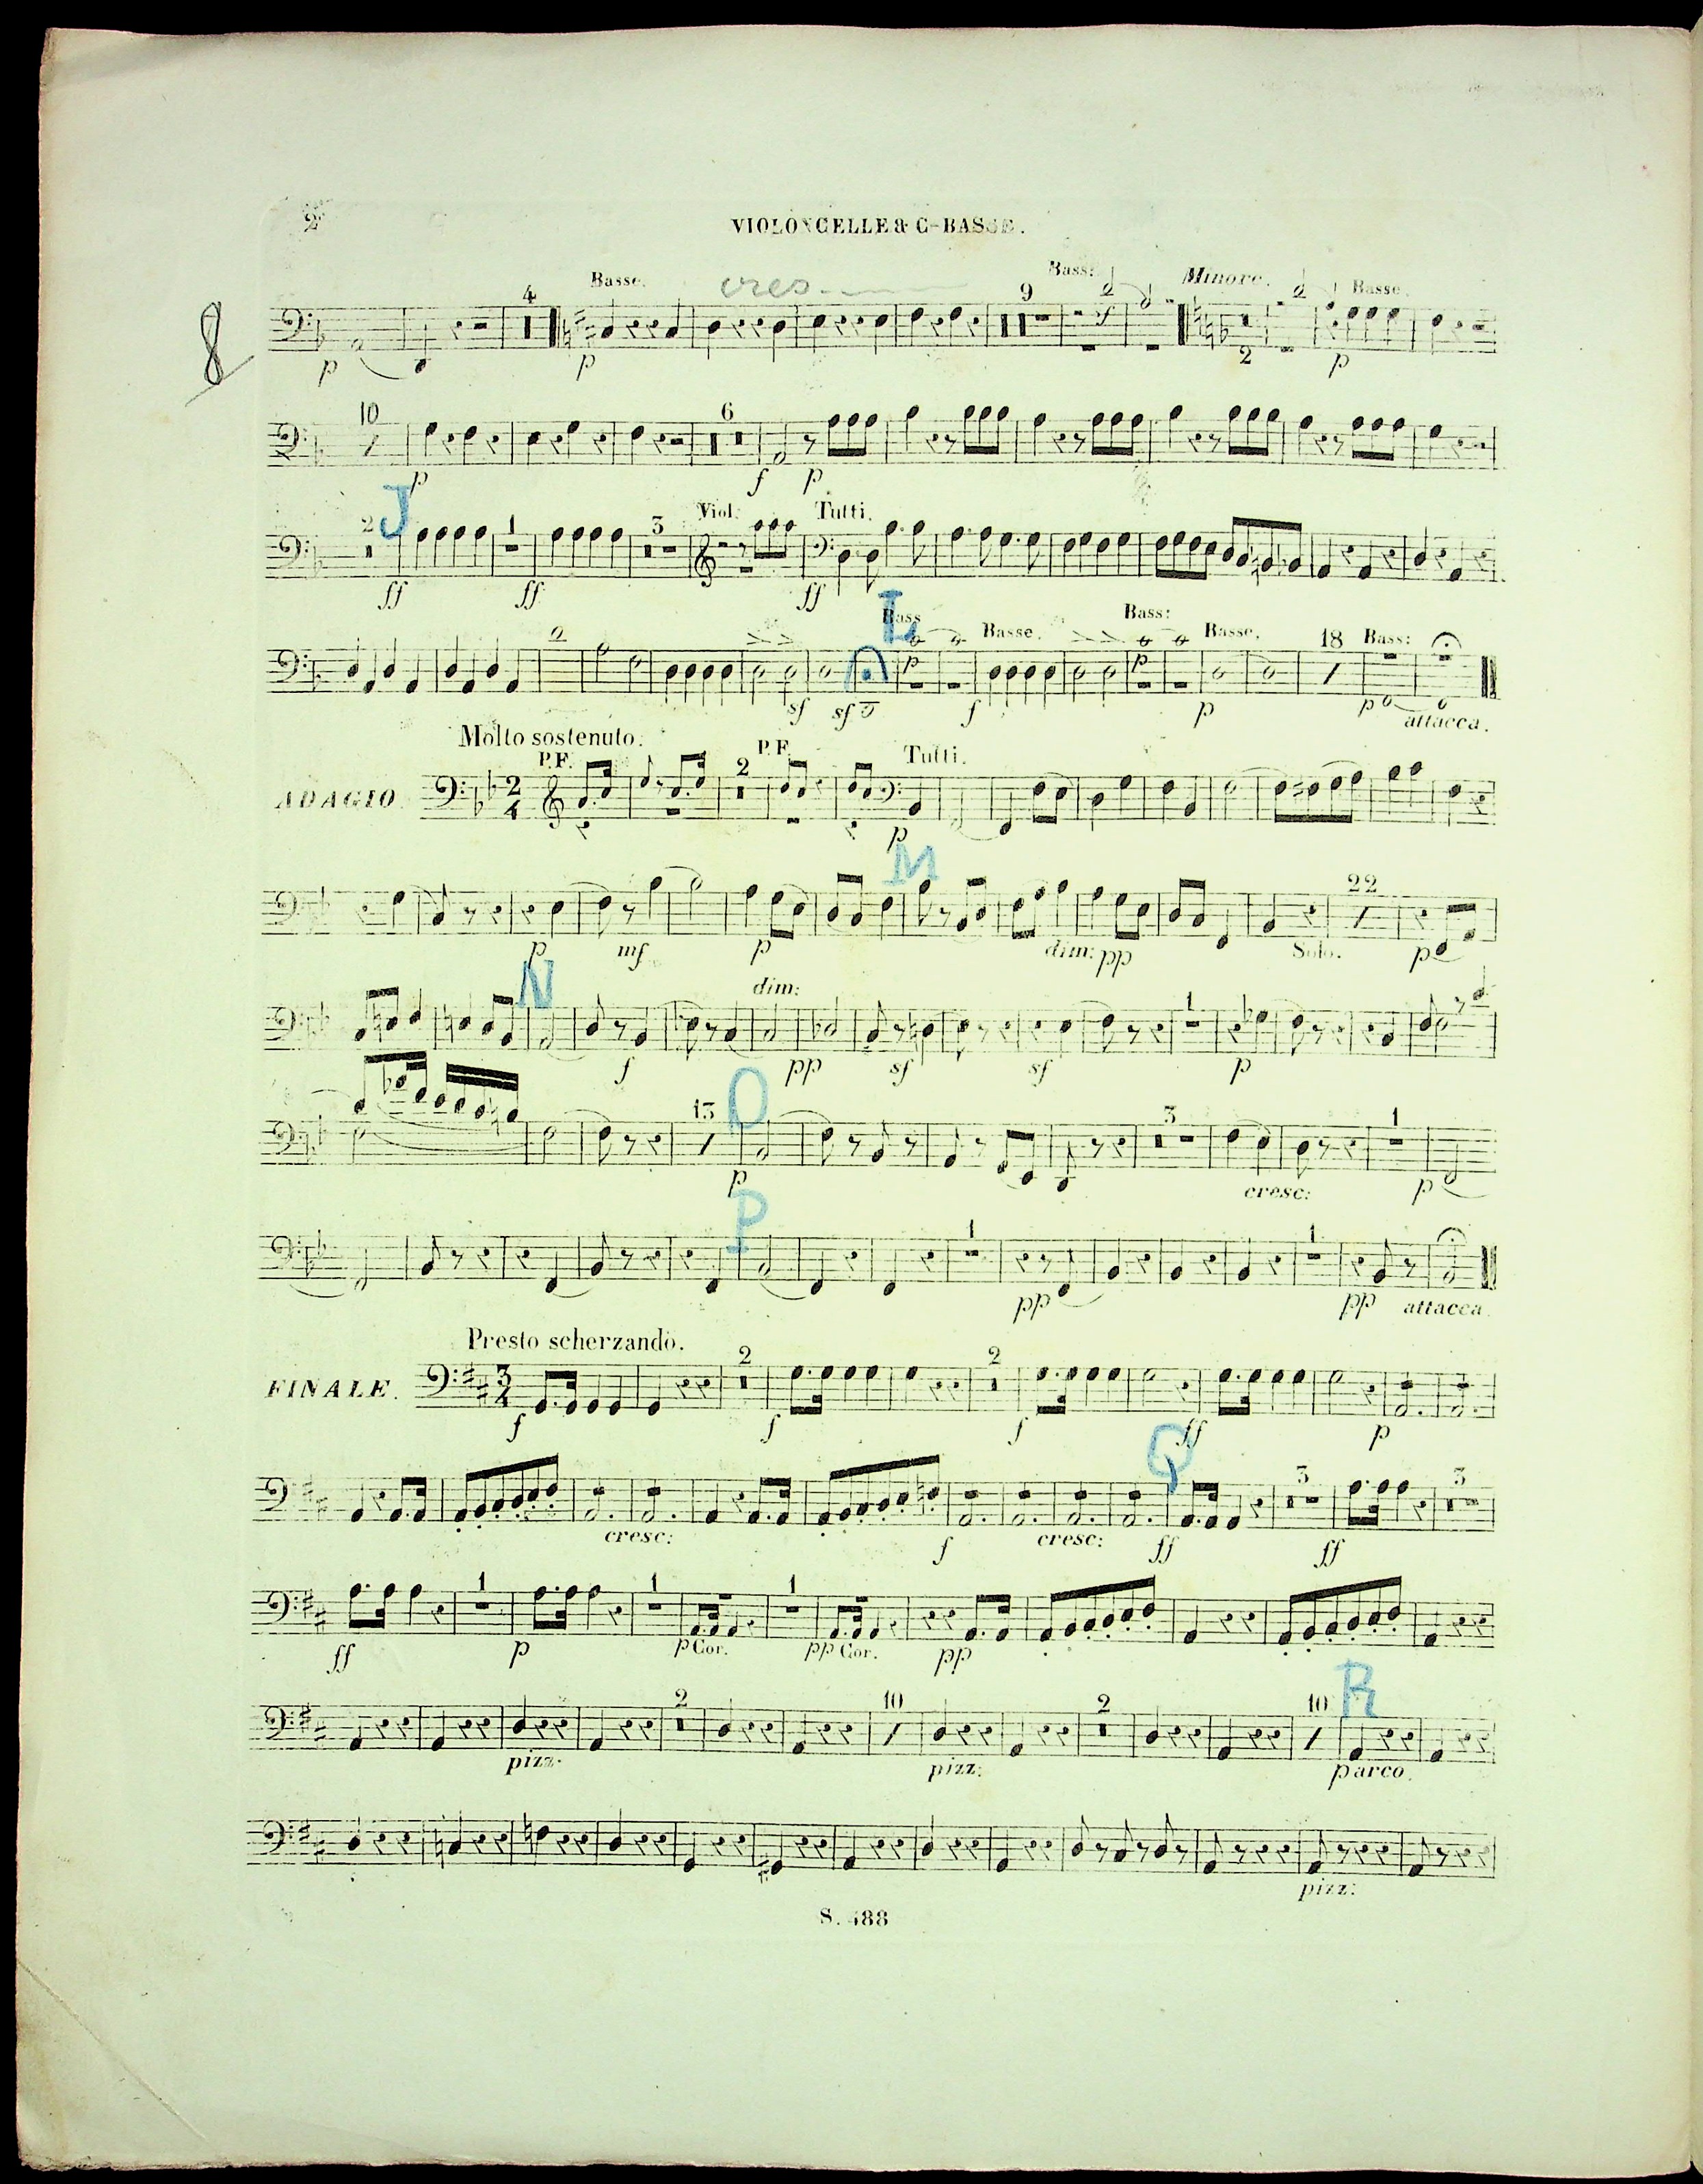 2
VIOLONCELLE & C-BASSE.
8
4 Basse. cres. 9 Bass: Minore. Basse.
p p f 2 p
10 6
p f p
2 J 1 3 Viol. Tutti.
ff ff ff
L
Bass Basse. Bass: Basse. 18 Bass:
p p
sf sf f p p attacca.
Molto sostenuto.
P.F. 2 P.F. Tutti.
ADAGIO. 2/4
p
M
22
p mf p dim: pp Solo. p
N dim: 1
f pp sf sf p
13 O 3 1
p cresc: p
P 1 1
pp pp attacca.
Presto scherzando.
2 2
FINALE. 3/4
f f f ff p
Q 3 3
cresc: f cresc: ff ff
1 1 1
ff p p Cor. pp Cor. pp
R
2 10 2 10
pizz. pizz: p arco.
pizz: